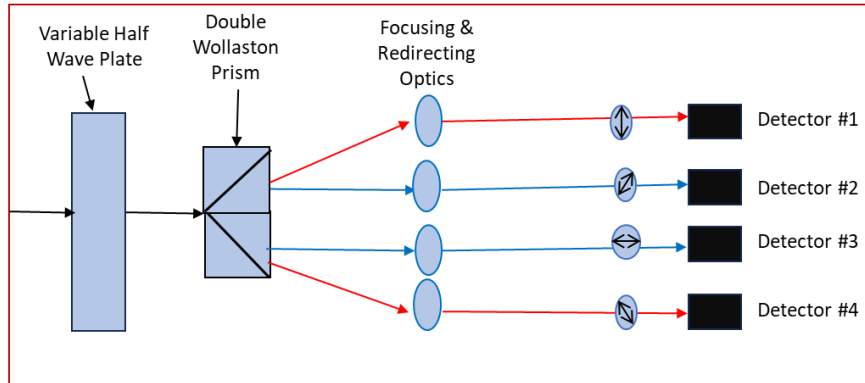 Variable Half
Wave Plate
Double
Wollaston
Prism
Focusing &
Redirecting
Optics
Detector #1
Detector #2
Detector #3
Detector #4